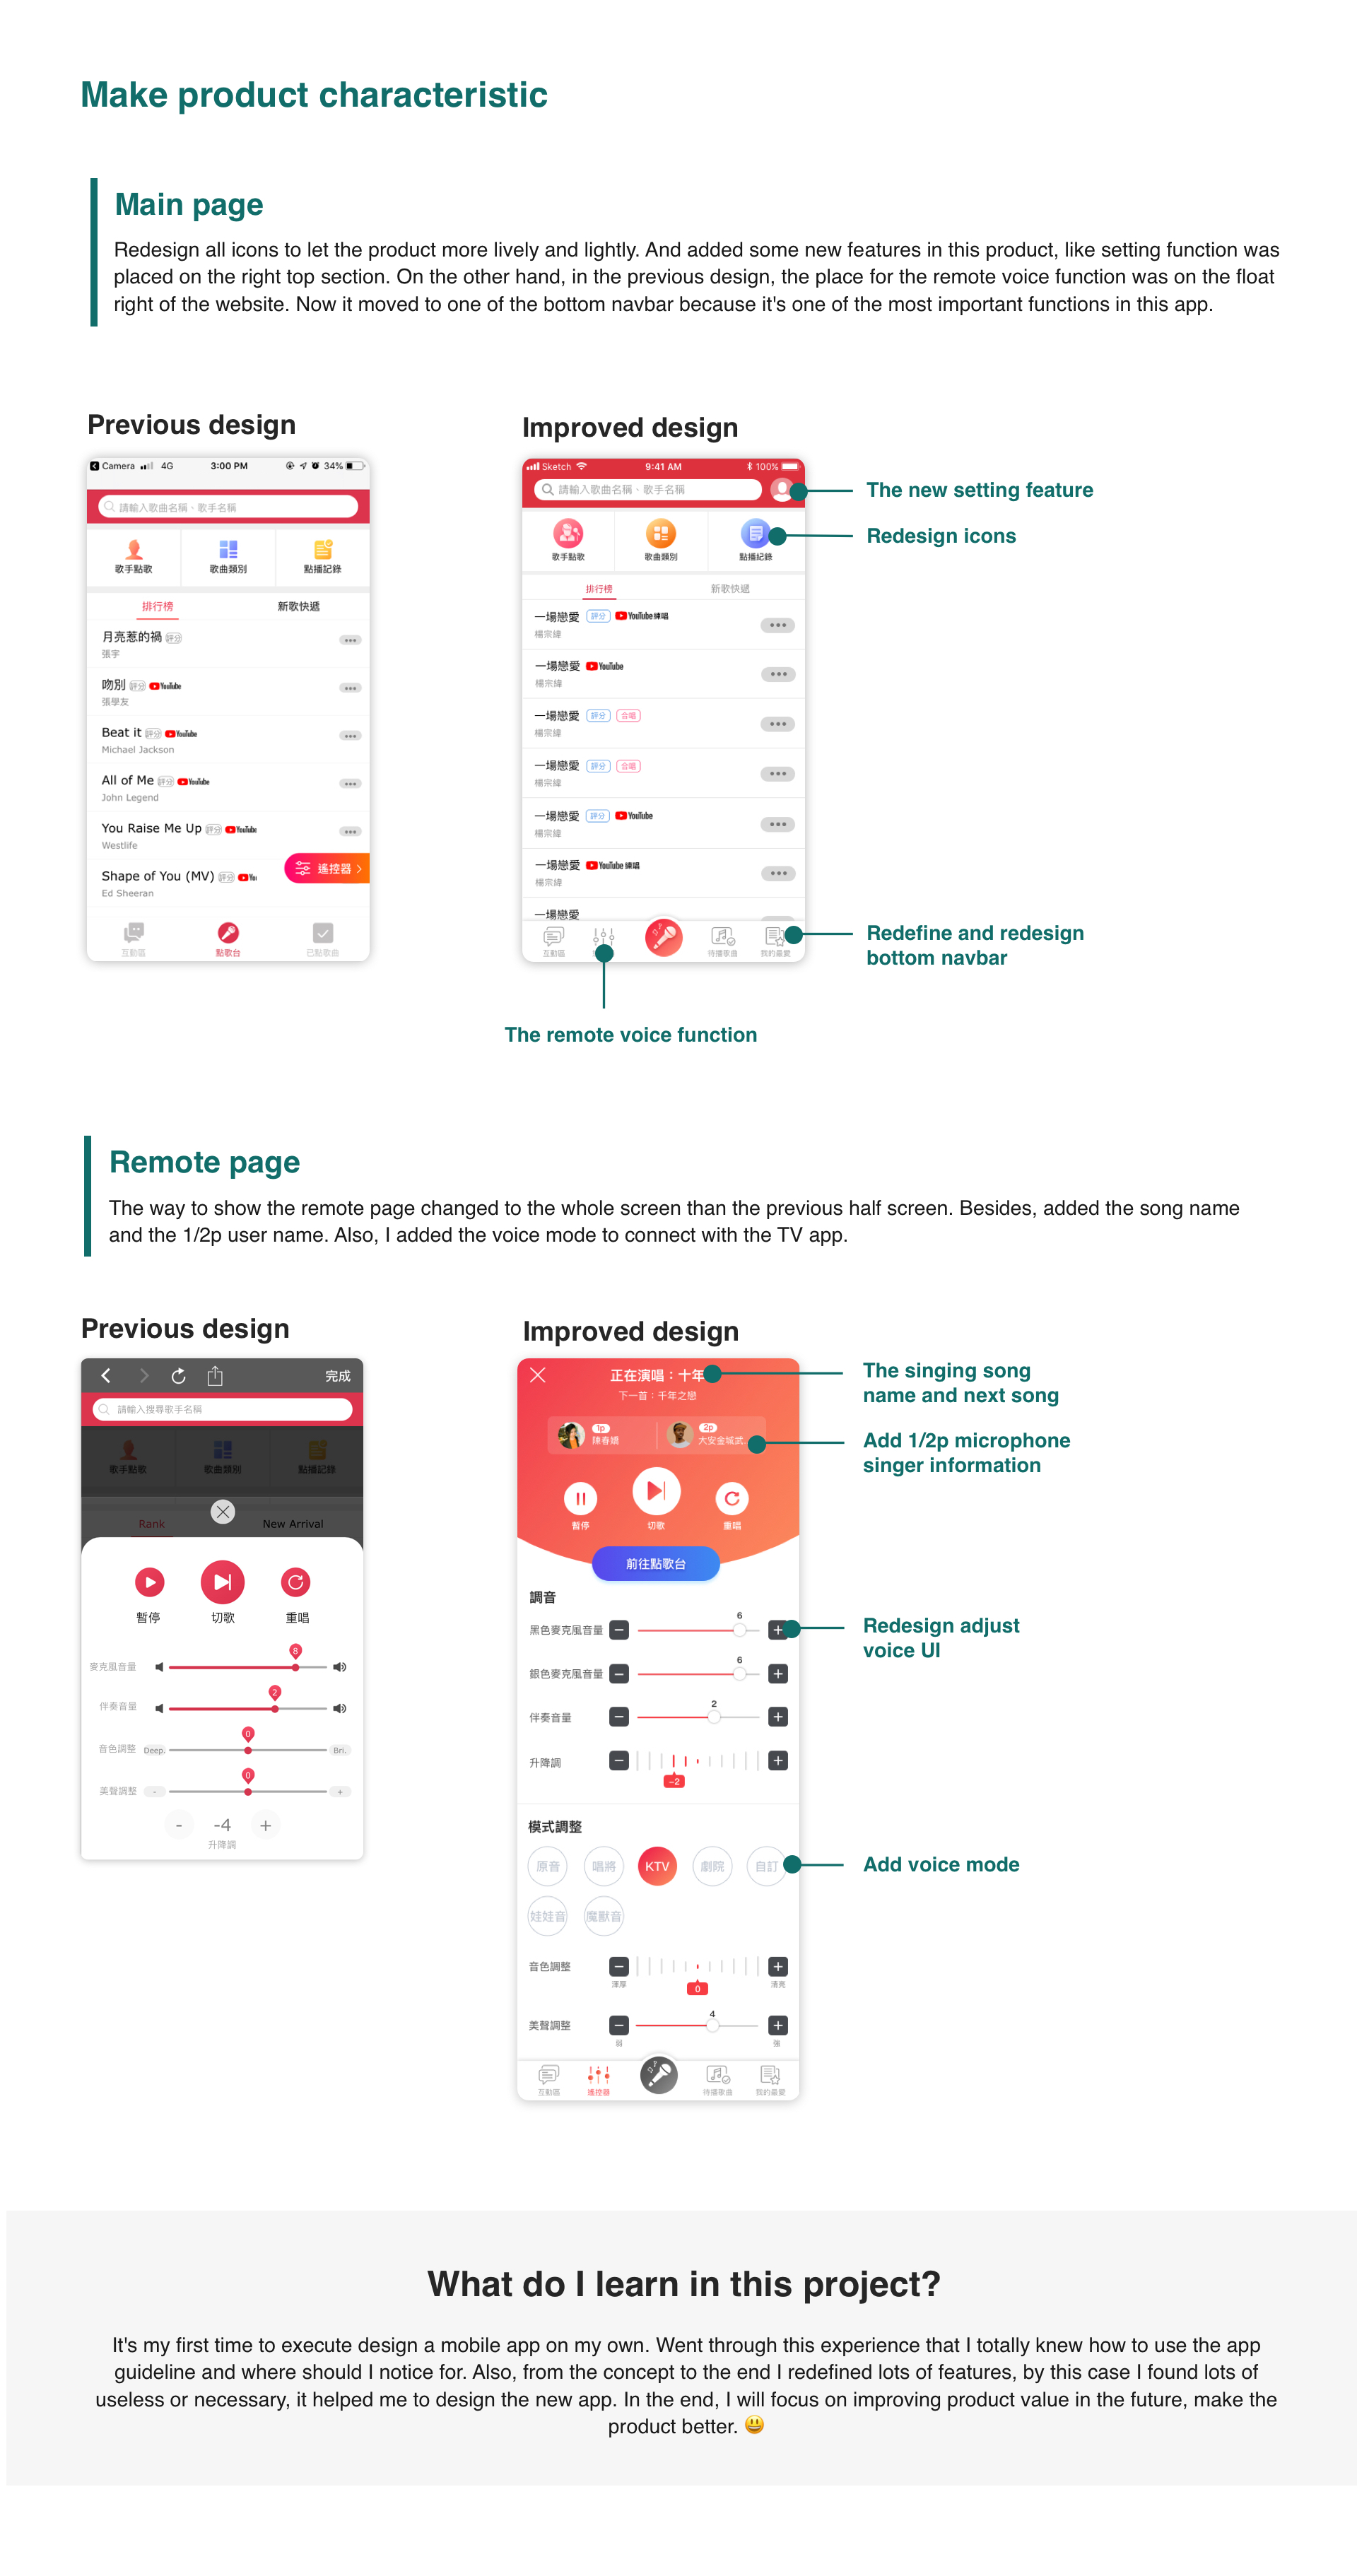 Make product characteristic
Main page
Redesign all icons to let the product more lively and lightly. And added some new features in this product, like setting function was
placed on the right top section. On the other hand, in the previous design, the place for the remote voice function was on the float
right of the website. Now it moved to one of the bottom navbar because it's one of the most important functions in this app.
Previous design
Camera 4G 3:00 PM 34%
請輸入歌曲名稱、歌手名稱
歌手點歌 歌曲類別 點播記錄
排行榜 新歌快遞
月亮惹的禍 評分
張宇
吻別 評分 YouTube
張學友
Beat it 評分 YouTube
Michael Jackson
All of Me 評分 YouTube
John Legend
You Raise Me Up 評分 YouTube
Westlife
Shape of You (MV) 評分 You
Ed Sheeran
遙控器
互動區 點歌台 已點歌曲
Improved design
Sketch 9:41 AM 100%
請輸入歌曲名稱、歌手名稱
歌手點歌 歌曲類別 點播紀錄
排行榜 新歌快遞
一場戀愛 評分 YouTube 練唱
楊宗緯
一場戀愛 YouTube
楊宗緯
一場戀愛 評分 合唱
楊宗緯
一場戀愛 評分 合唱
楊宗緯
一場戀愛 評分 YouTube
楊宗緯
一場戀愛 YouTube 練唱
楊宗緯
一場戀愛
互動區 待播歌曲 我的最愛
The new setting feature
Redesign icons
Redefine and redesign
bottom navbar
The remote voice function
Remote page
The way to show the remote page changed to the whole screen than the previous half screen. Besides, added the song name
and the 1/2p user name. Also, I added the voice mode to connect with the TV app.
Previous design
完成
請輸入搜尋歌手名稱
歌手點歌 歌曲類別 點播記錄
Rank New Arrival
暫停 切歌 重唱
8
麥克風音量
2
伴奏音量
0
音色調整 Deep. Bri.
0
美聲調整 - +
- -4 +
升降調
Improved design
正在演唱：十年
下一首：千年之戀
1p 2p
陳春嬌 大安金城武
暫停 切歌 重唱
前往點歌台
調音
6
黑色麥克風音量
6
銀色麥克風音量
2
伴奏音量
升降調
-2
模式調整
原音 唱將 KTV 劇院 自訂
娃娃音 魔獸音
音色調整
渾厚 0 清亮
4
美聲調整
弱 強
互動區 遙控器 待播歌曲 我的最愛
The singing song
name and next song
Add 1/2p microphone
singer information
Redesign adjust
voice UI
Add voice mode
What do I learn in this project?
It's my first time to execute design a mobile app on my own. Went through this experience that I totally knew how to use the app
guideline and where should I notice for. Also, from the concept to the end I redefined lots of features, by this case I found lots of
useless or necessary, it helped me to design the new app. In the end, I will focus on improving product value in the future, make the
product better. 😃